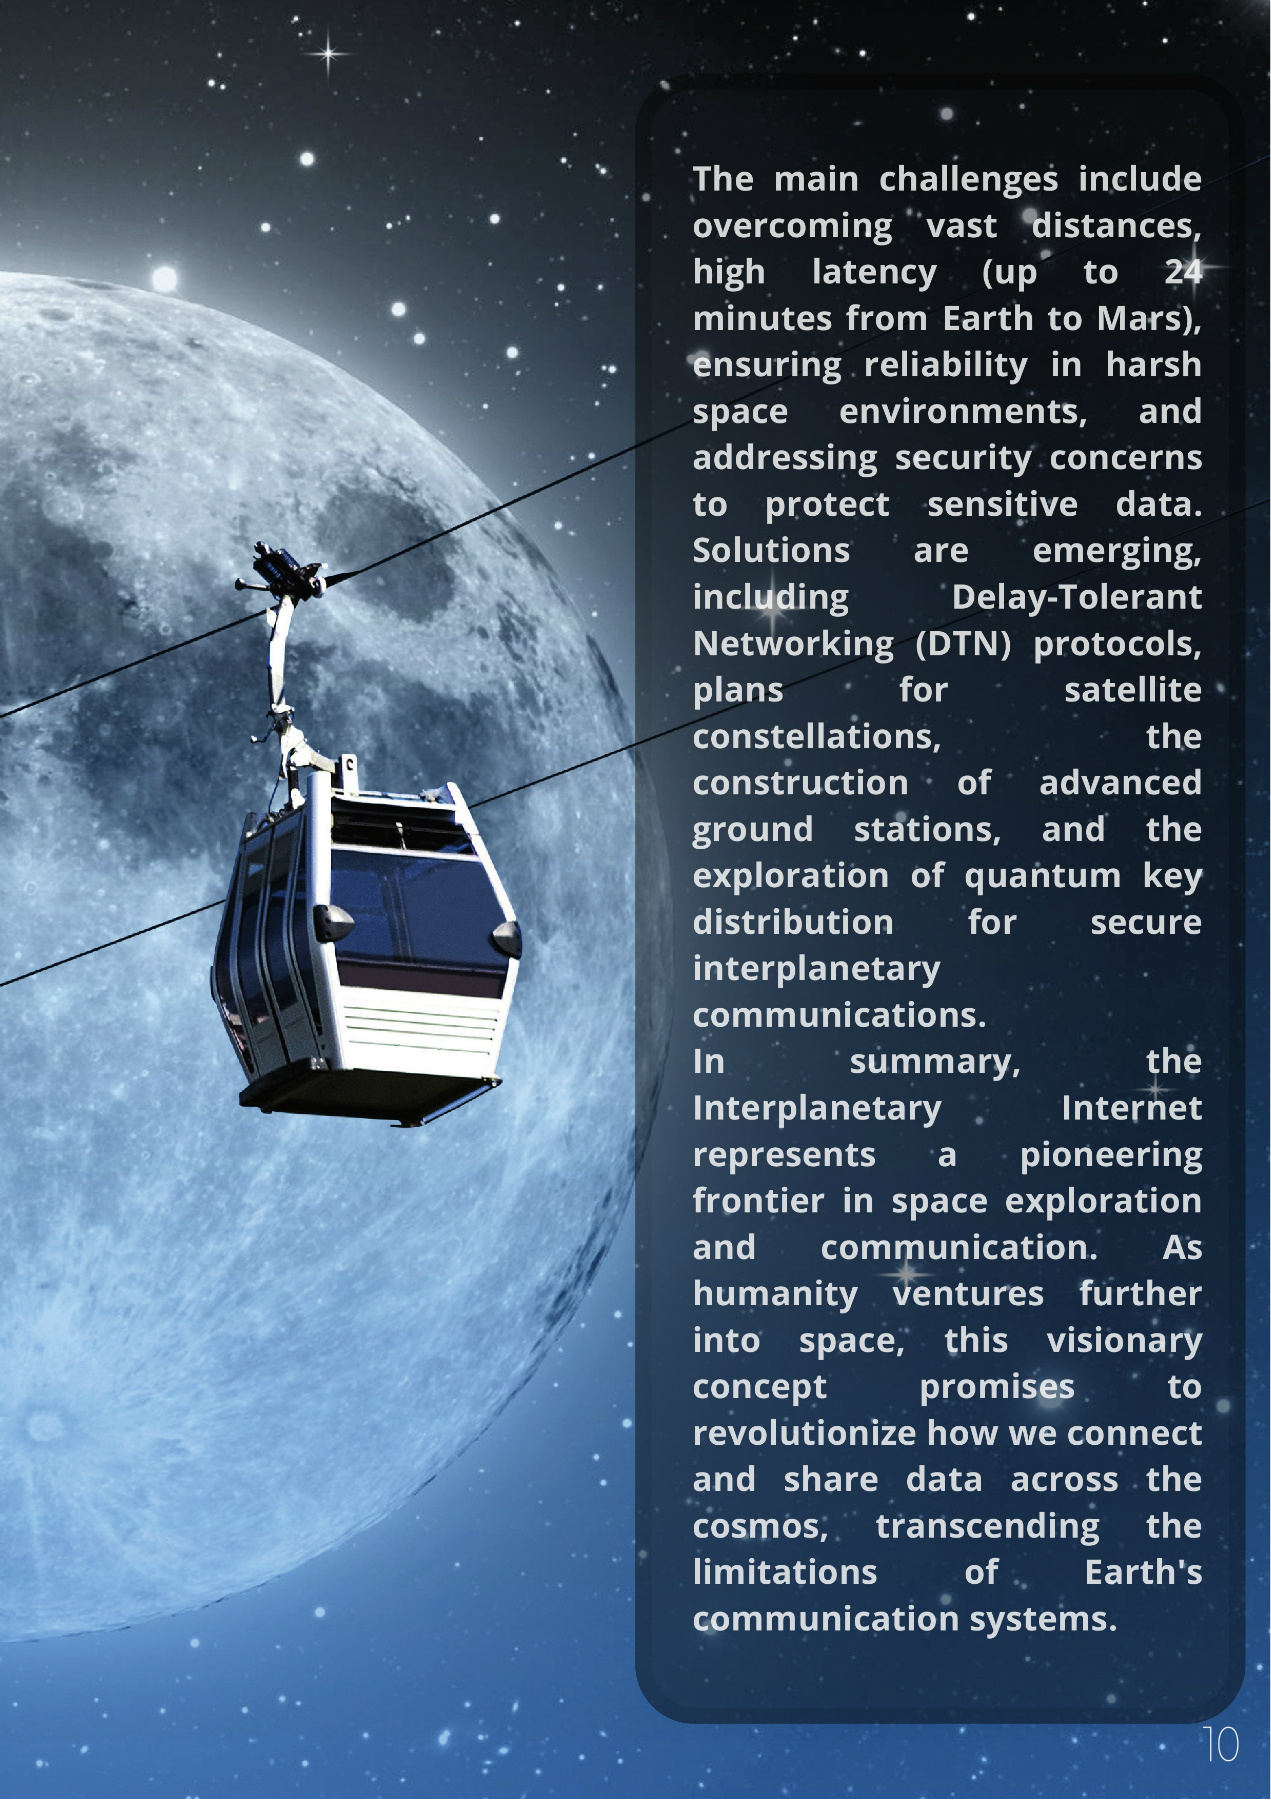 The main challenges include
overcoming vast distances,
high latency (up to 24
minutes from Earth to Mars),
ensuring reliability in harsh
space environments, and
addressing security concerns
to protect sensitive data.
Solutions are emerging,
including Delay-Tolerant
Networking (DTN) protocols,
plans for satellite
constellations, the
construction of advanced
ground stations, and the
exploration of quantum key
distribution for secure
interplanetary
communications.
In summary, the
Interplanetary Internet
represents a pioneering
frontier in space exploration
and communication. As
humanity ventures further
into space, this visionary
concept promises to
revolutionize how we connect
and share data across the
cosmos, transcending the
limitations of Earth's
communication systems.
10